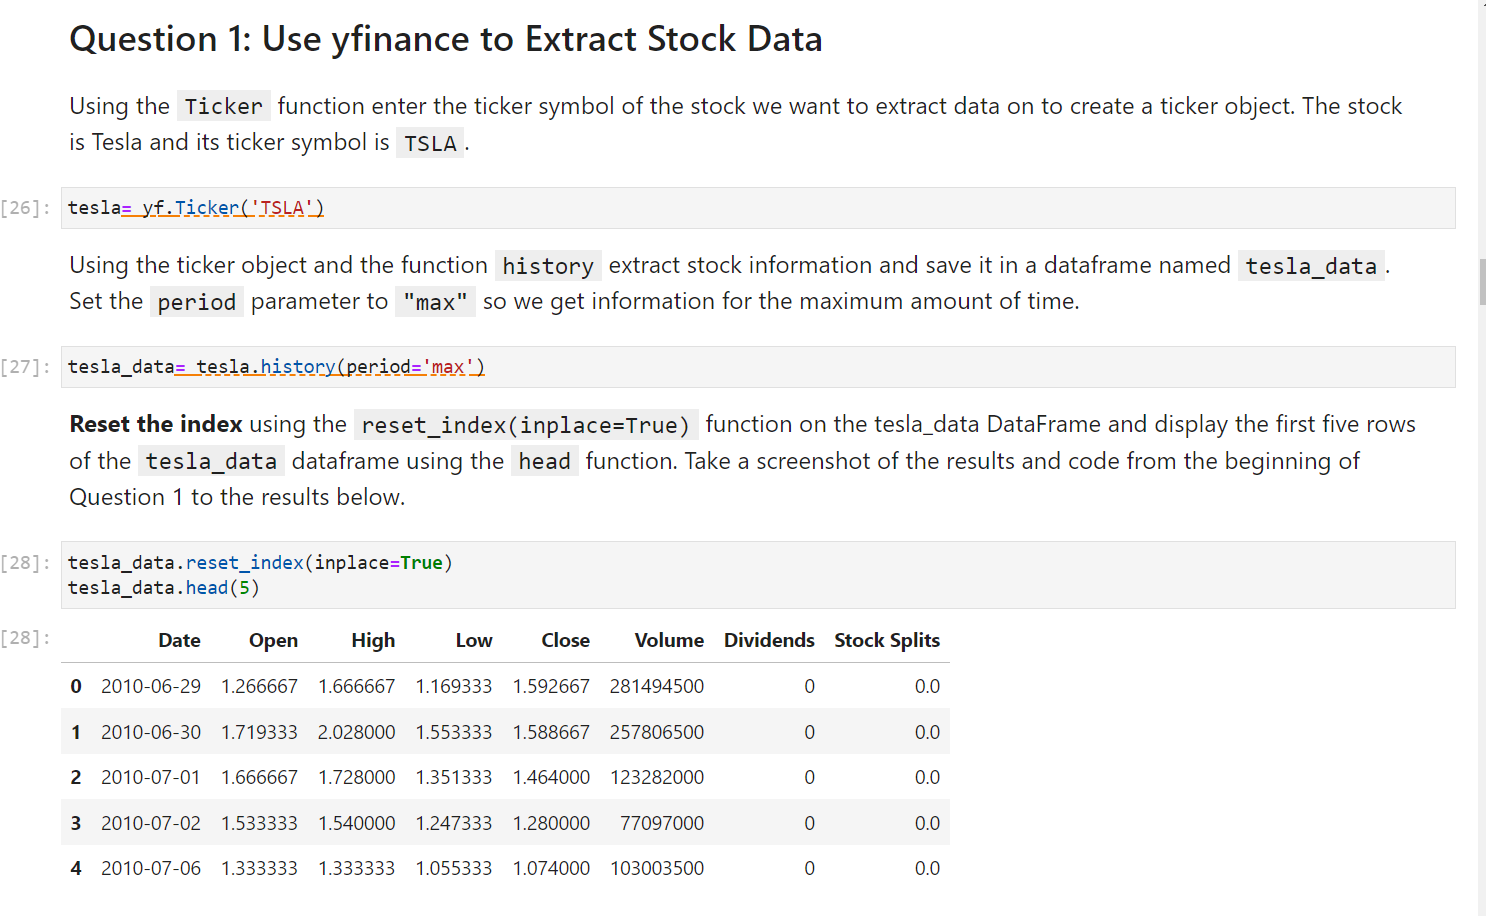 Question 1: Use yfinance to Extract Stock Data
Using the Ticker function enter the ticker symbol of the stock we want to extract data on to create a ticker object. The stock
is Tesla and its ticker symbol is TSLA .
[26]: tesla= yf.Ticker('TSLA')
Using the ticker object and the function history extract stock information and save it in a dataframe named tesla_data .
Set the period parameter to "max" so we get information for the maximum amount of time.
[27]: tesla_data= tesla.history(period='max')
Reset the index using the reset_index(inplace=True) function on the tesla_data DataFrame and display the first five rows
of the tesla_data dataframe using the head function. Take a screenshot of the results and code from the beginning of
Question 1 to the results below.
[28]: tesla_data.reset_index(inplace=True)
tesla_data.head(5)
[28]: Date Open High Low Close Volume Dividends Stock Splits
0 2010-06-29 1.266667 1.666667 1.169333 1.592667 281494500 0 0.0
1 2010-06-30 1.719333 2.028000 1.553333 1.588667 257806500 0 0.0
2 2010-07-01 1.666667 1.728000 1.351333 1.464000 123282000 0 0.0
3 2010-07-02 1.533333 1.540000 1.247333 1.280000 77097000 0 0.0
4 2010-07-06 1.333333 1.333333 1.055333 1.074000 103003500 0 0.0